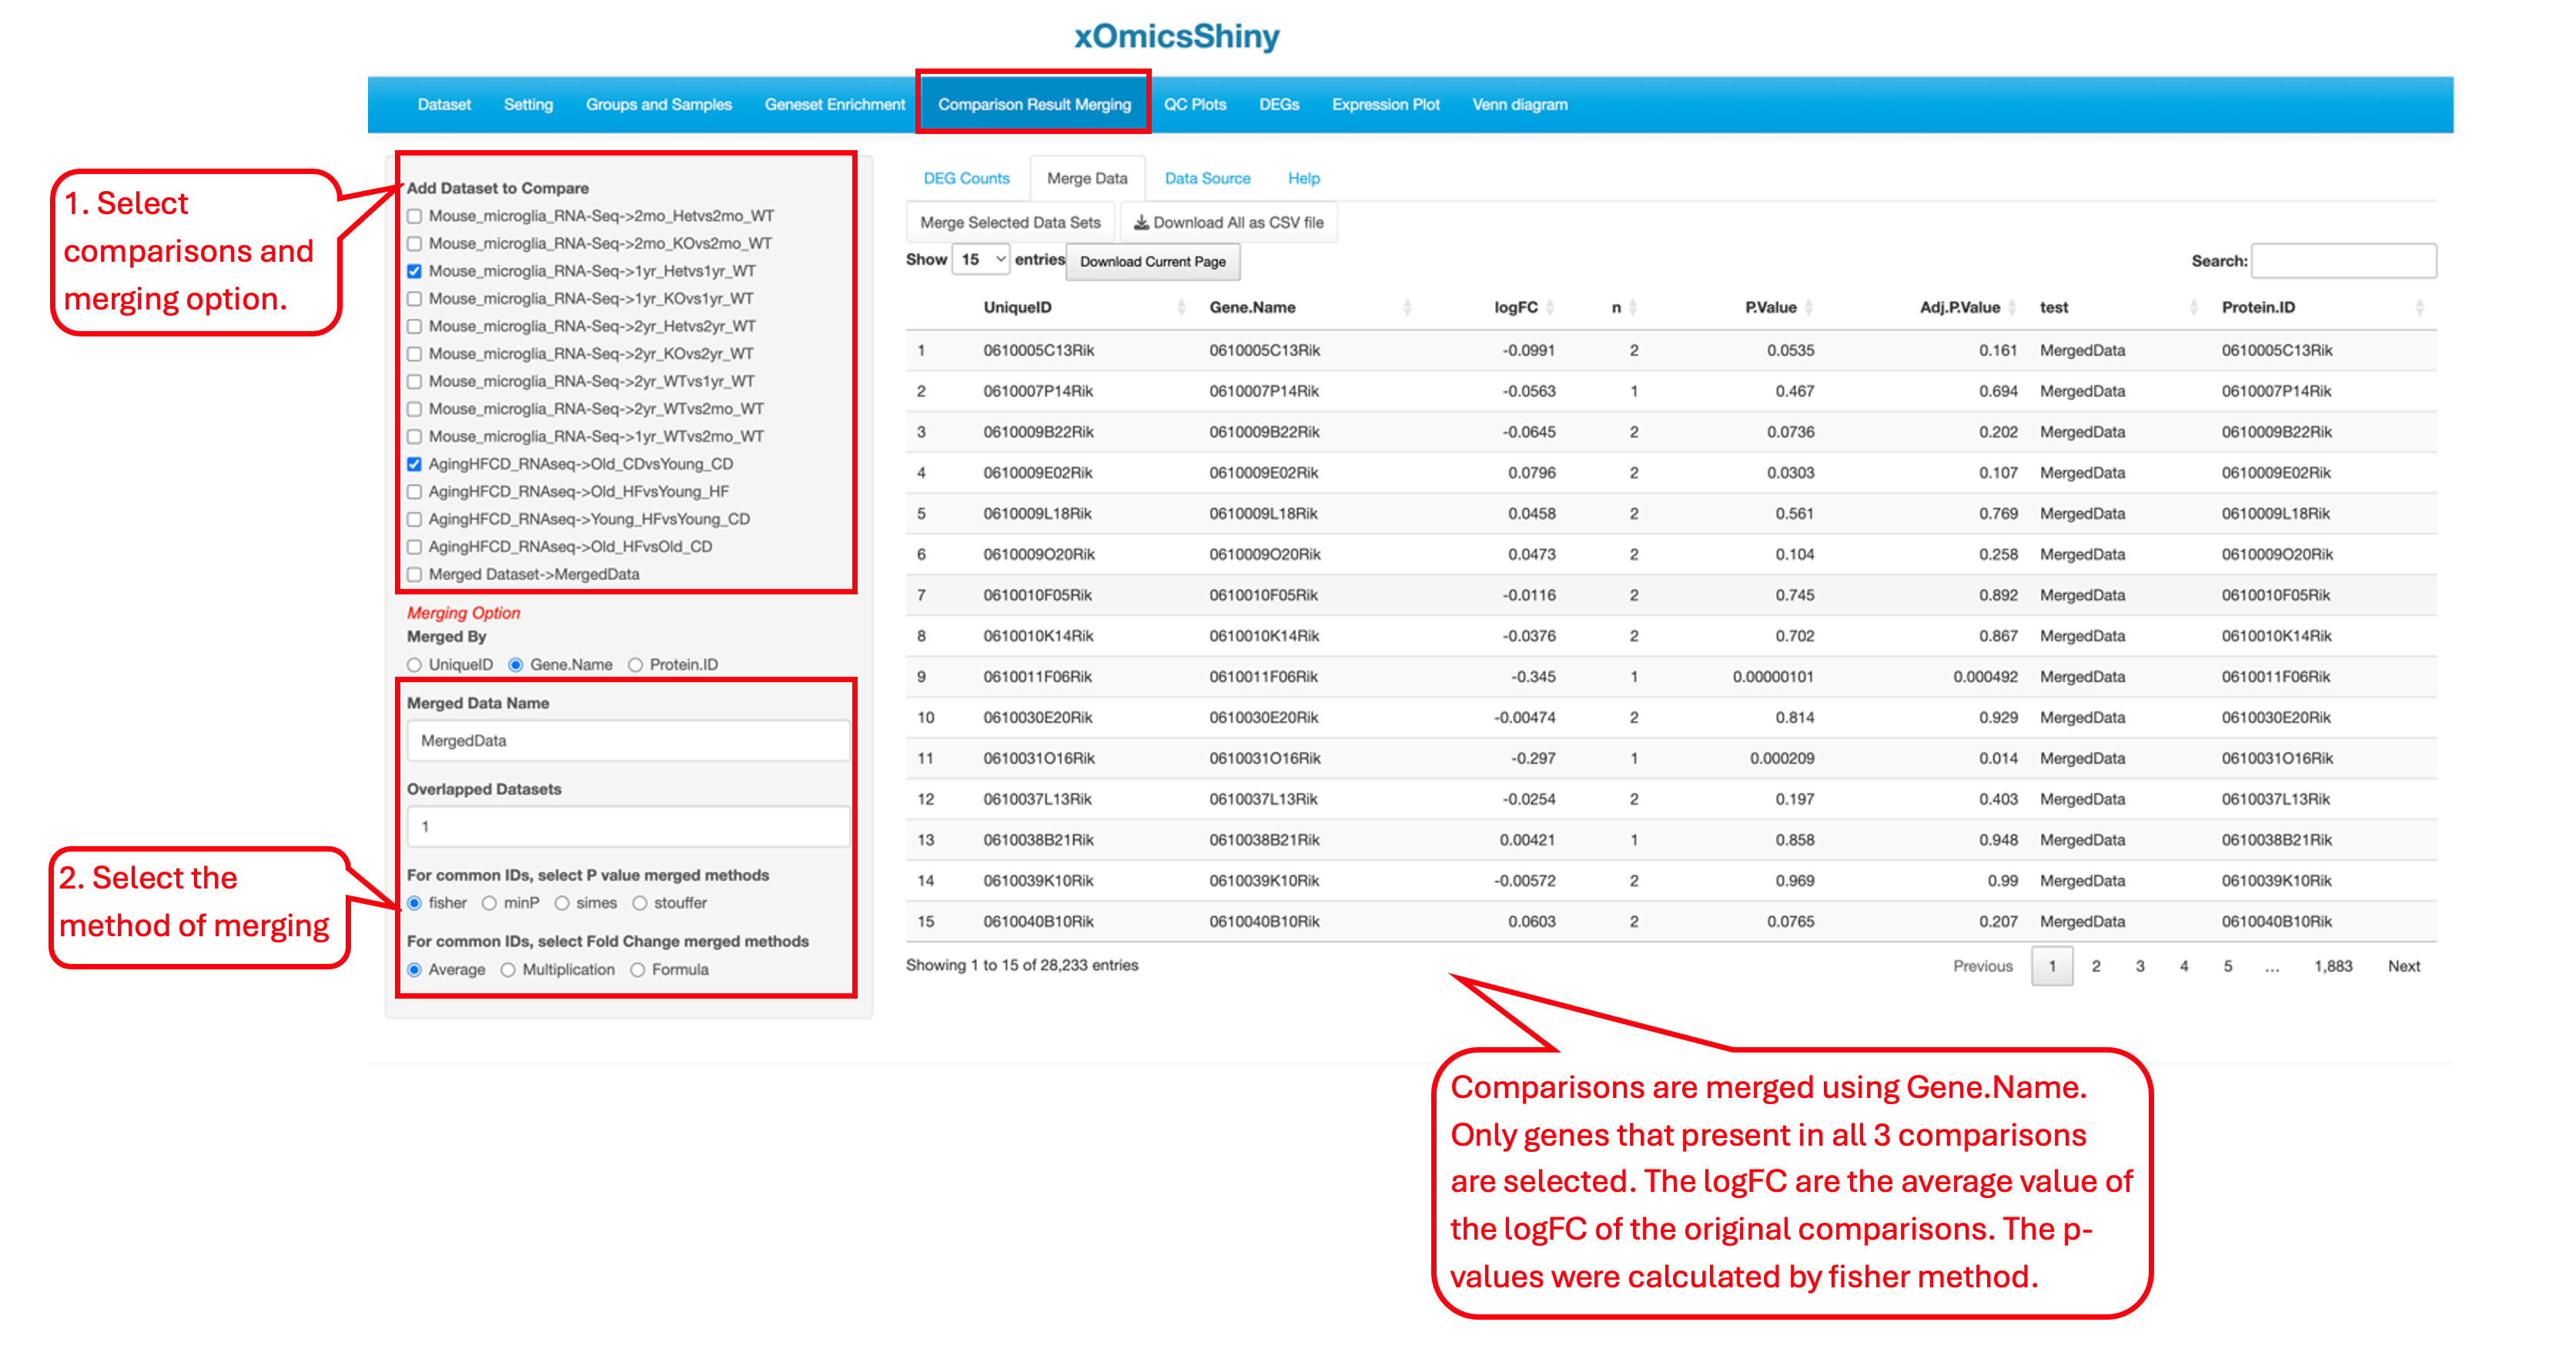 xOmicsShiny
Dataset Setting Groups and Samples Geneset Enrichment Comparison Result Merging QC Plots DEGs Expression Plot Venn diagram
1. Select
comparisons and
merging option.
Add Dataset to Compare
Mouse_microglia_RNA-Seq->2mo_Hetvs2mo_WT
Mouse_microglia_RNA-Seq->2mo_KOvs2mo_WT
Mouse_microglia_RNA-Seq->1yr_Hetvs1yr_WT
Mouse_microglia_RNA-Seq->1yr_KOvs1yr_WT
Mouse_microglia_RNA-Seq->2yr_Hetvs2yr_WT
Mouse_microglia_RNA-Seq->2yr_KOvs2yr_WT
Mouse_microglia_RNA-Seq->2yr_WTvs1yr_WT
Mouse_microglia_RNA-Seq->2yr_WTvs2mo_WT
Mouse_microglia_RNA-Seq->1yr_WTvs2mo_WT
AgingHFCD_RNAseq->Old_CDvsYoung_CD
AgingHFCD_RNAseq->Old_HFvsYoung_HF
AgingHFCD_RNAseq->Young_HFvsYoung_CD
AgingHFCD_RNAseq->Old_HFvsOld_CD
Merged Dataset->MergedData
Merging Option
Merged By
UniqueID Gene.Name Protein.ID
Merged Data Name
MergedData
Overlapped Datasets
1
2. Select the
method of merging
For common IDs, select P value merged methods
fisher minP simes stouffer
For common IDs, select Fold Change merged methods
Average Multiplication Formula
DEG Counts Merge Data Data Source Help
Merge Selected Data Sets Download All as CSV file
Show 15 entries Download Current Page Search:
UniqueID Gene.Name logFC n P.Value Adj.P.Value test Protein.ID
1 0610005C13Rik 0610005C13Rik -0.0991 2 0.0535 0.161 MergedData 0610005C13Rik
2 0610007P14Rik 0610007P14Rik -0.0563 1 0.467 0.694 MergedData 0610007P14Rik
3 0610009B22Rik 0610009B22Rik -0.0645 2 0.0736 0.202 MergedData 0610009B22Rik
4 0610009E02Rik 0610009E02Rik 0.0796 2 0.0303 0.107 MergedData 0610009E02Rik
5 0610009L18Rik 0610009L18Rik 0.0458 2 0.561 0.769 MergedData 0610009L18Rik
6 0610009O20Rik 0610009O20Rik 0.0473 2 0.104 0.258 MergedData 0610009O20Rik
7 0610010F05Rik 0610010F05Rik -0.0116 2 0.745 0.892 MergedData 0610010F05Rik
8 0610010K14Rik 0610010K14Rik -0.0376 2 0.702 0.867 MergedData 0610010K14Rik
9 0610011F06Rik 0610011F06Rik -0.345 1 0.00000101 0.000492 MergedData 0610011F06Rik
10 0610030E20Rik 0610030E20Rik -0.00474 2 0.814 0.929 MergedData 0610030E20Rik
11 0610031O16Rik 0610031O16Rik -0.297 1 0.000209 0.014 MergedData 0610031O16Rik
12 0610037L13Rik 0610037L13Rik -0.0254 2 0.197 0.403 MergedData 0610037L13Rik
13 0610038B21Rik 0610038B21Rik 0.00421 1 0.858 0.948 MergedData 0610038B21Rik
14 0610039K10Rik 0610039K10Rik -0.00572 2 0.969 0.99 MergedData 0610039K10Rik
15 0610040B10Rik 0610040B10Rik 0.0603 2 0.0765 0.207 MergedData 0610040B10Rik
Showing 1 to 15 of 28,233 entries Previous 1 2 3 4 5 ... 1,883 Next
Comparisons are merged using Gene.Name.
Only genes that present in all 3 comparisons
are selected. The logFC are the average value of
the logFC of the original comparisons. The p-
values were calculated by fisher method.